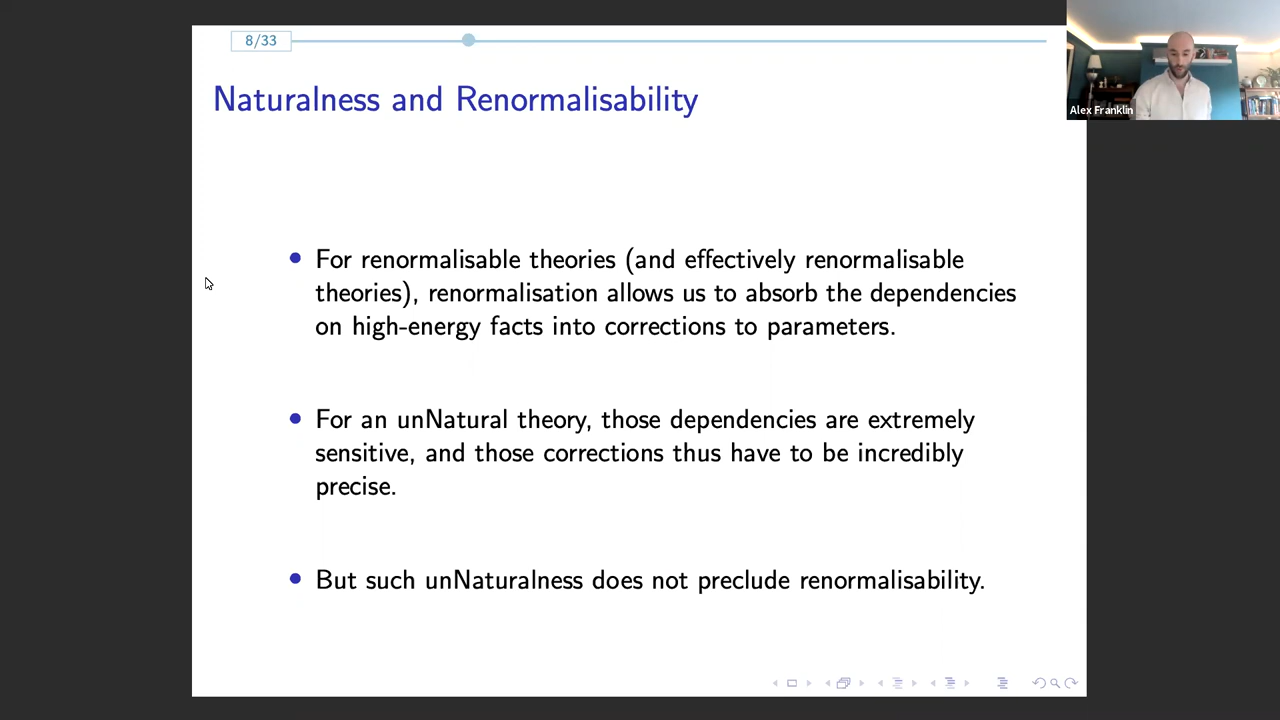 8/33
Alex Franklin
Naturalness and Renormalisability
For renormalisable theories (and effectively renormalisable
theories), renormalisation allows us to absorb the dependencies
on high-energy facts into corrections to parameters.
For an unNatural theory, those dependencies are extremely
sensitive, and those corrections thus have to be incredibly
precise.
But such unNaturalness does not preclude renormalisability.